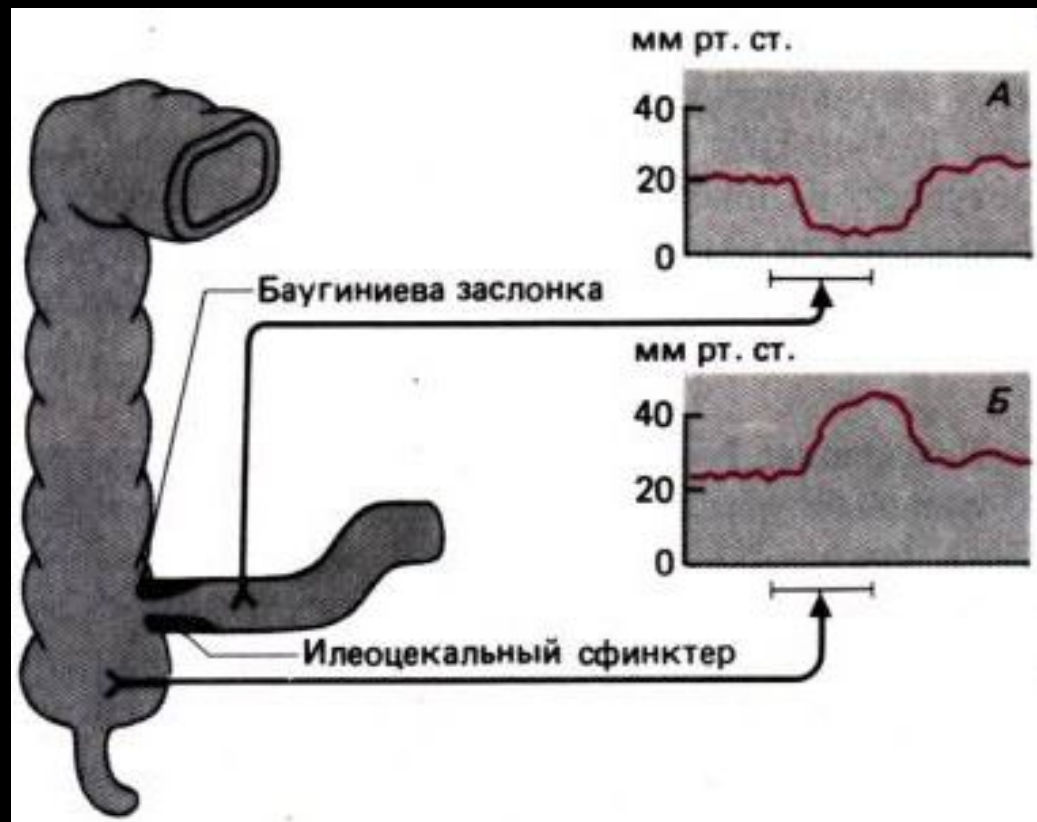 мм рт. ст.
А
40
20
0
Баугиниева заслонка
мм рт. ст.
Б
40
20
0
Илеоцекальный сфинктер